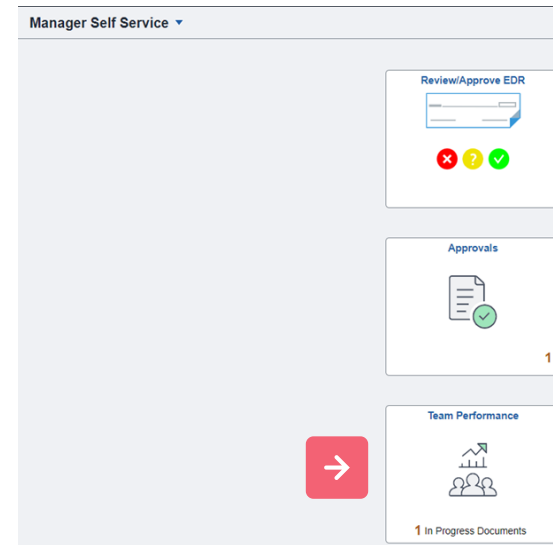 Manager Self Service
Review/Approve EDR
?
Approvals
1
Team Performance
1 In Progress Documents